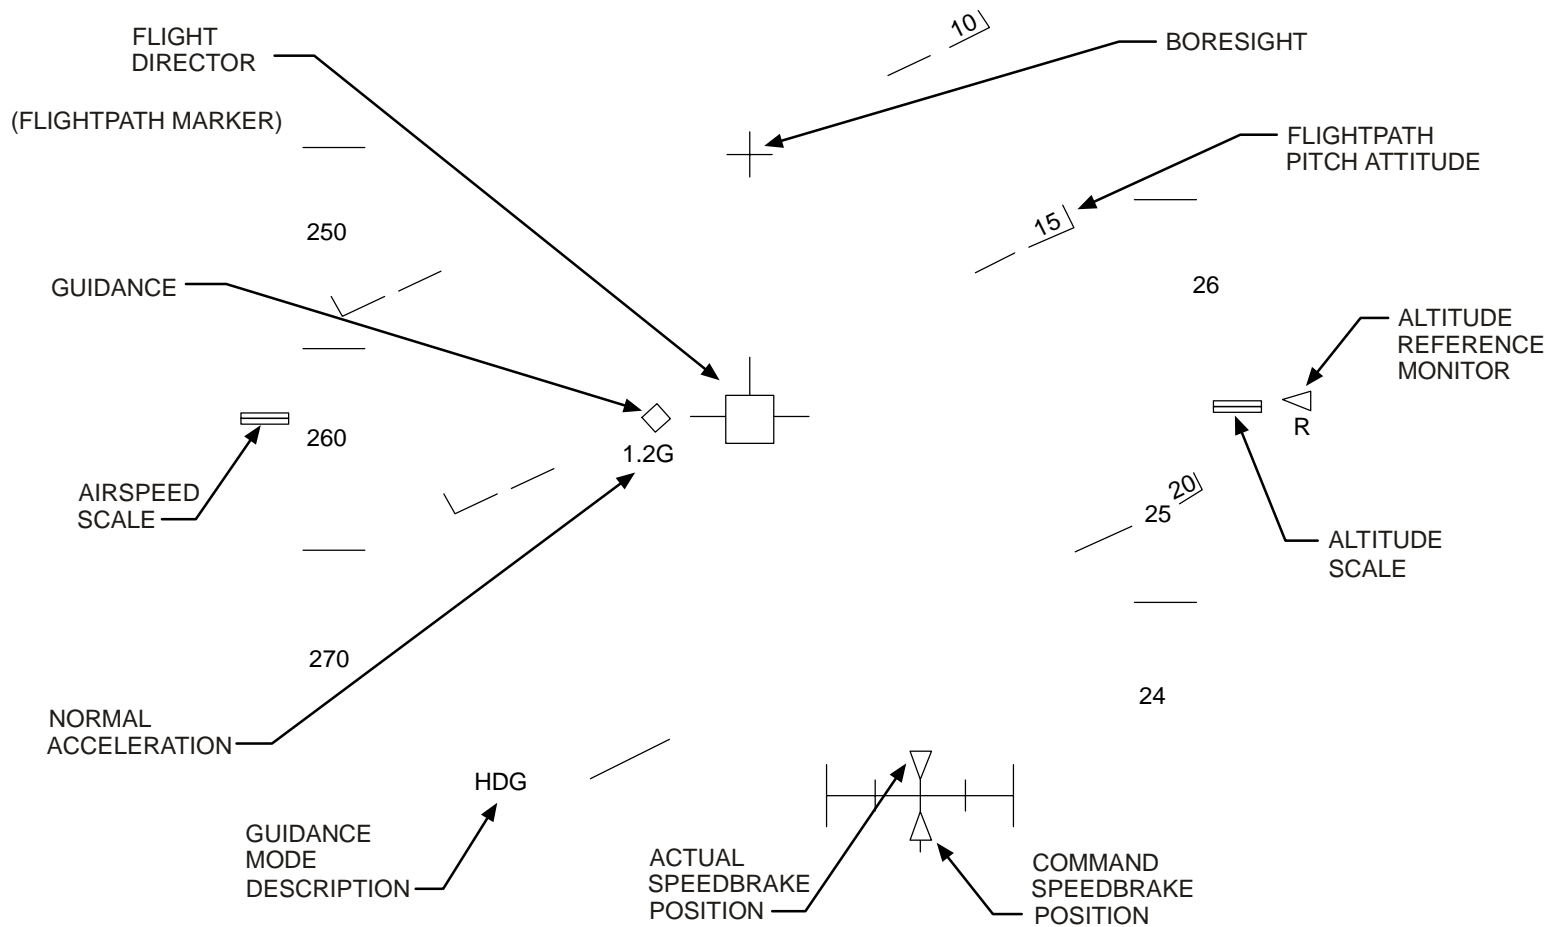 FLIGHT
DIRECTOR
(FLIGHTPATH MARKER)
10
BORESIGHT
FLIGHTPATH
PITCH ATTITUDE
15
250
GUIDANCE
26
ALTITUDE
REFERENCE
MONITOR
R
260
1.2G
AIRSPEED
SCALE
20
25
ALTITUDE
SCALE
270
24
NORMAL
ACCELERATION
HDG
GUIDANCE
MODE
DESCRIPTION
ACTUAL
SPEEDBRAKE
POSITION
COMMAND
SPEEDBRAKE
POSITION